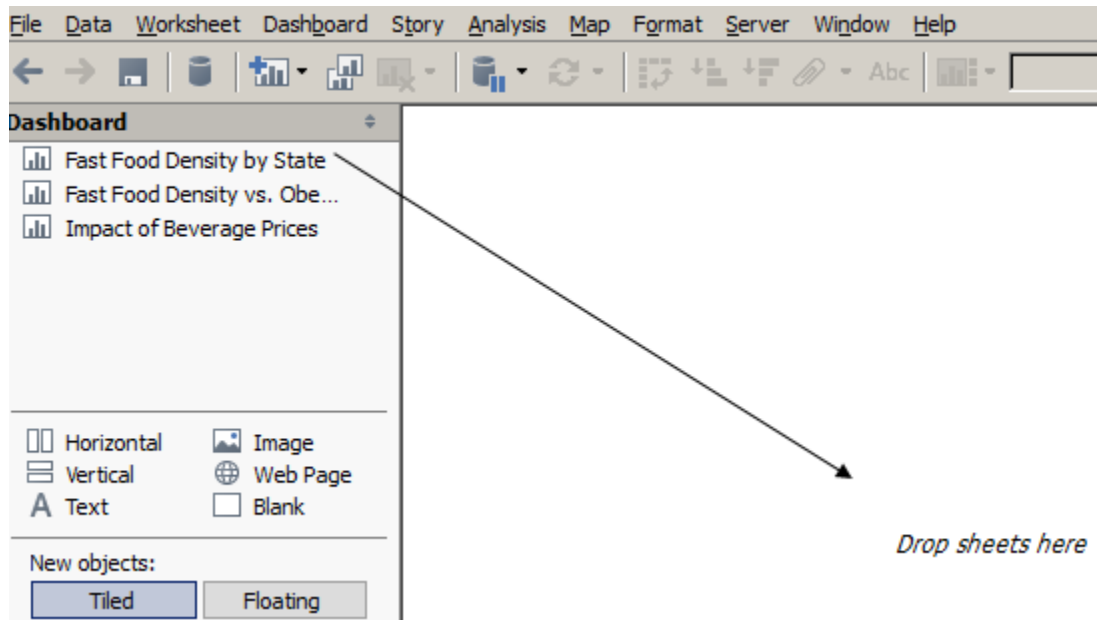 File Data Worksheet Dashboard Story Analysis Map Format Server Window Help
Abc
Dashboard
Fast Food Density by State
Fast Food Density vs. Obe...
Impact of Beverage Prices
Horizontal Image
Vertical Web Page
A Text Blank
Drop sheets here
New objects:
Tiled Floating